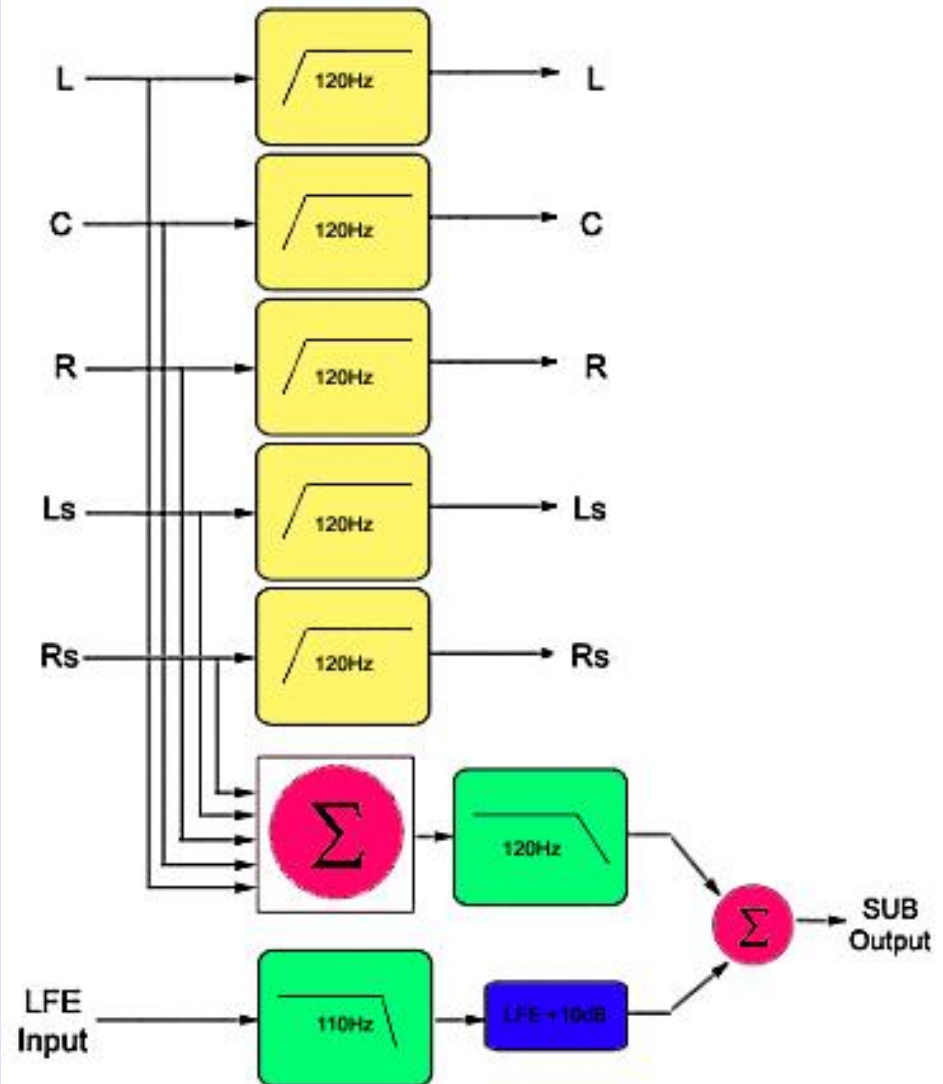 L
120Hz
L
C
120Hz
C
R
120Hz
R
Ls
120Hz
Ls
Rs
120Hz
Rs
Σ
120Hz
Σ
SUB
Output
LFE
Input
110Hz
LFE +10dB